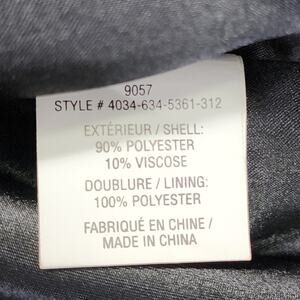 9057
STYLE # 4034-634-5361-312
EXTÉRIEUR / SHELL:
90% POLYESTER
10% VISCOSE
DOUBLURE / LINING:
100% POLYESTER
FABRIQUÉ EN CHINE /
MADE IN CHINA